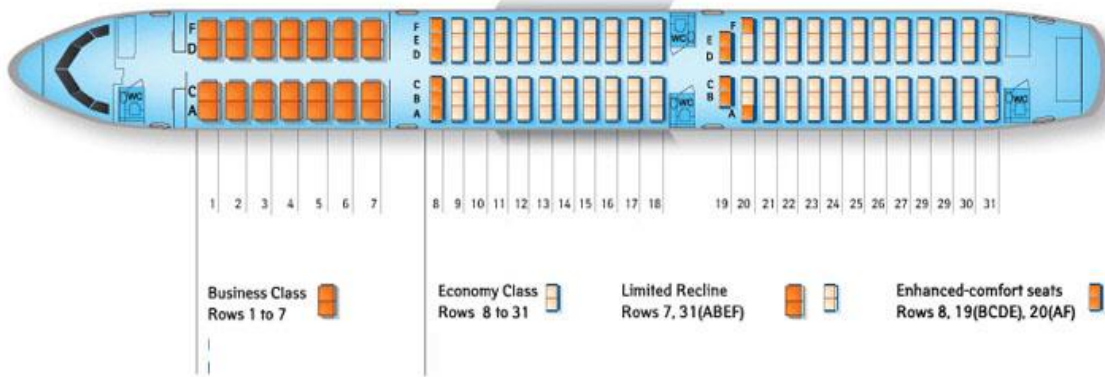 F F F F
E E
D D D
WC
C C C
B B
A A A
WC WC WC
1 2 3 4 5 6 7 8 9 10 11 12 13 14 15 16 17 18 19 20 21 22 23 24 25 26 27 29 29 30 31
Business Class
Rows 1 to 7
Economy Class
Rows 8 to 31
Limited Recline
Rows 7, 31(ABEF)
Enhanced-comfort seats
Rows 8, 19(BCDE), 20(AF)